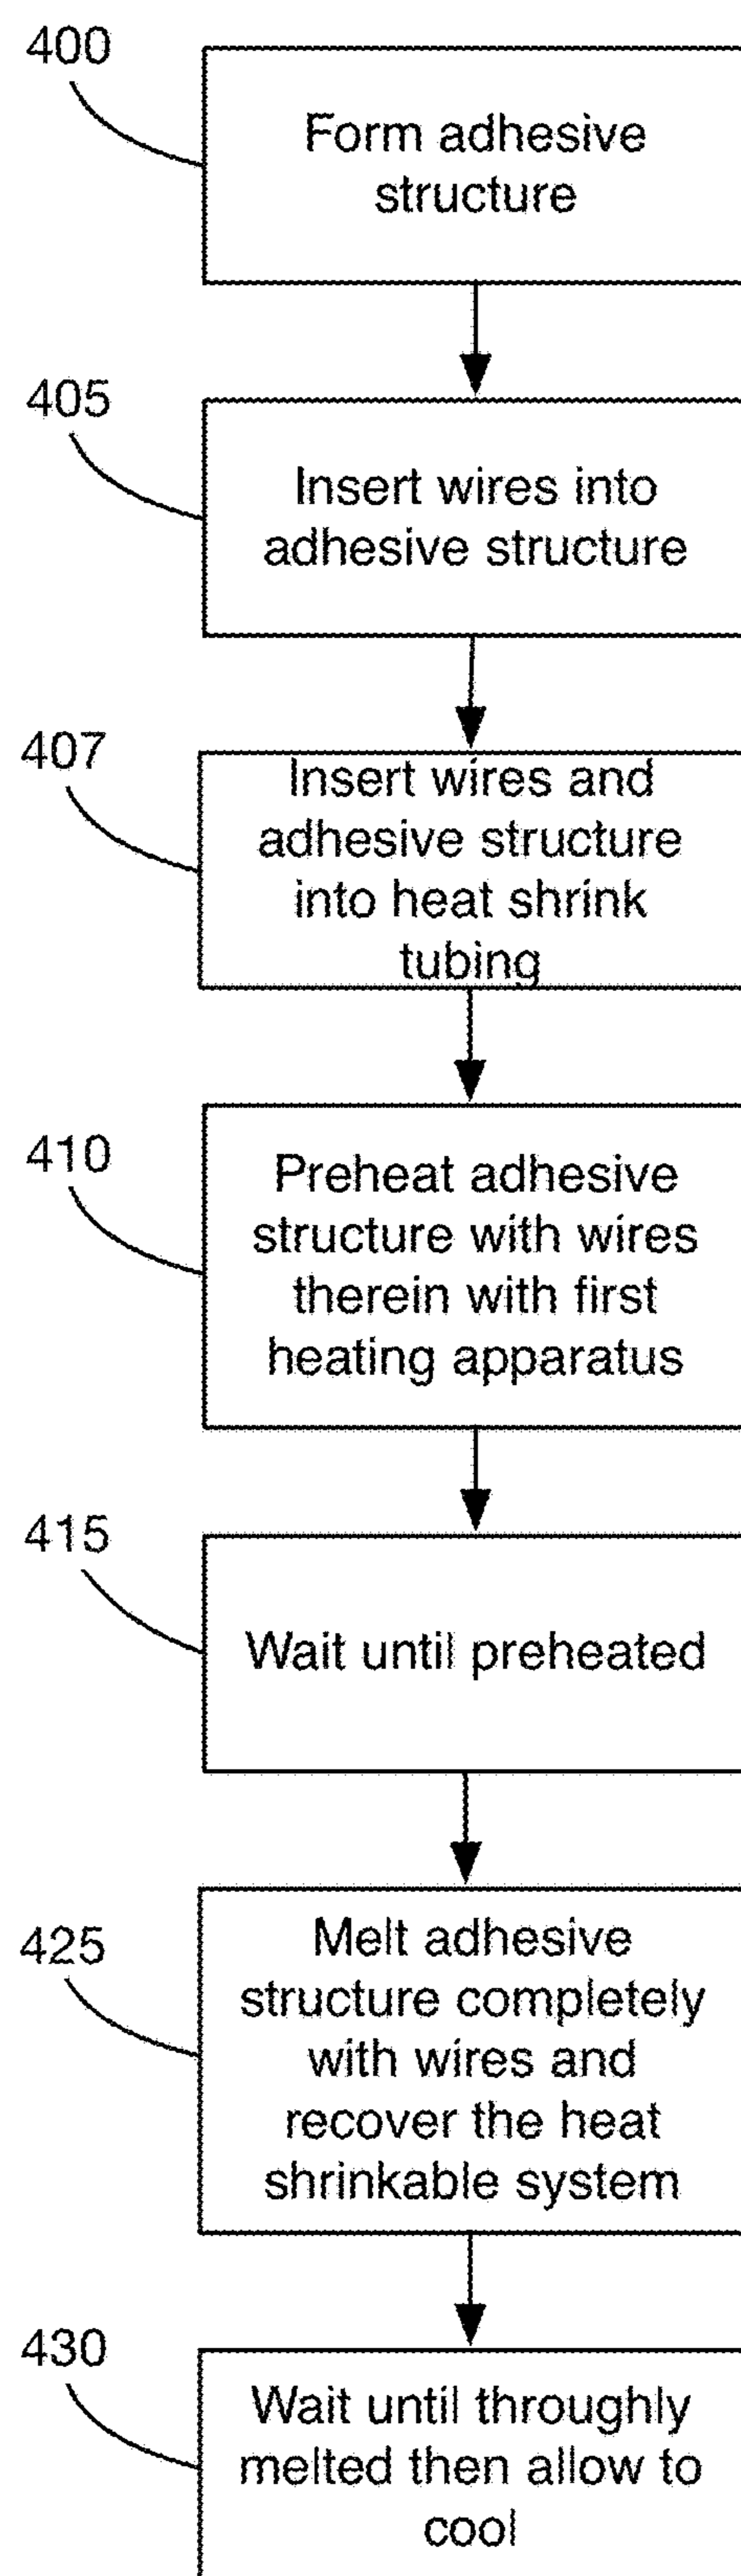 400
Form adhesive
structure
405
Insert wires into
adhesive structure
407
Insert wires and
adhesive structure
into heat shrink
tubing
410
Preheat adhesive
structure with wires
therein with first
heating apparatus
415
Wait until preheated
425
Melt adhesive
structure completely
with wires and
recover the heat
shrinkable system
430
Wait until throughly
melted then allow to
cool